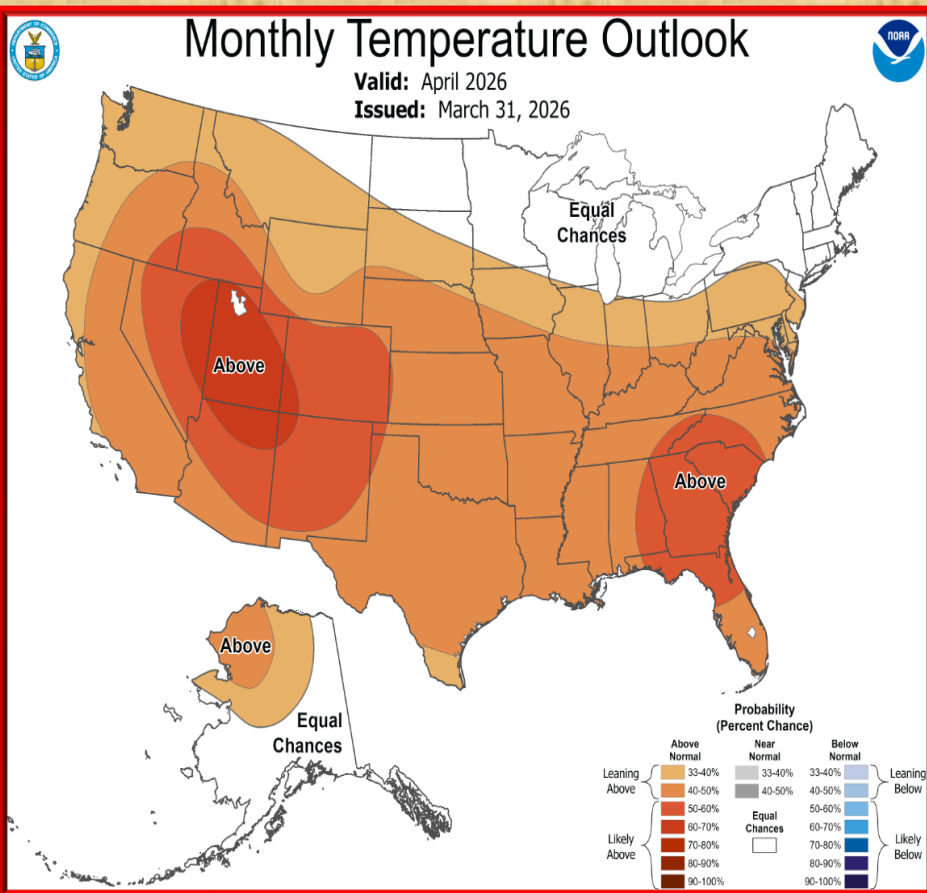 Monthly Temperature Outlook
Valid: April 2026
Issued: March 31, 2026
NOAA
Equal
Chances
Above
Above
Above
Equal
Chances
Probability
(Percent Chance)
Above
Normal
Near
Normal
Below
Normal
Leaning
Above
33-40%
40-50%
50-60%
60-70%
70-80%
80-90%
90-100%
Likely
Above
33-40%
40-50%
Equal
Chances
33-40%
40-50%
50-60%
60-70%
70-80%
80-90%
90-100%
Leaning
Below
Likely
Below